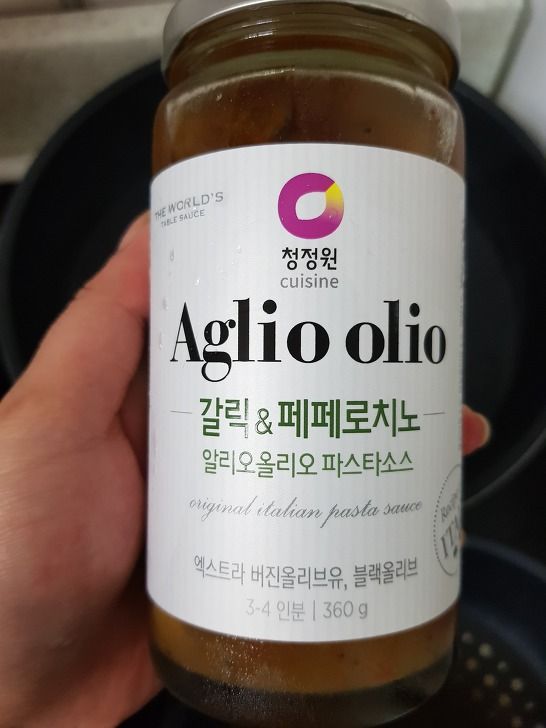 THE WORLD'S
TABLE SAUCE
청정원
cuisine
Aglio olio
갈릭&페페로치노
알리오올리오 파스타소스
original italian pasta sauce
Recipe
ITA
엑스트라 버진올리브유, 블랙올리브
3-4 인분 | 360 g